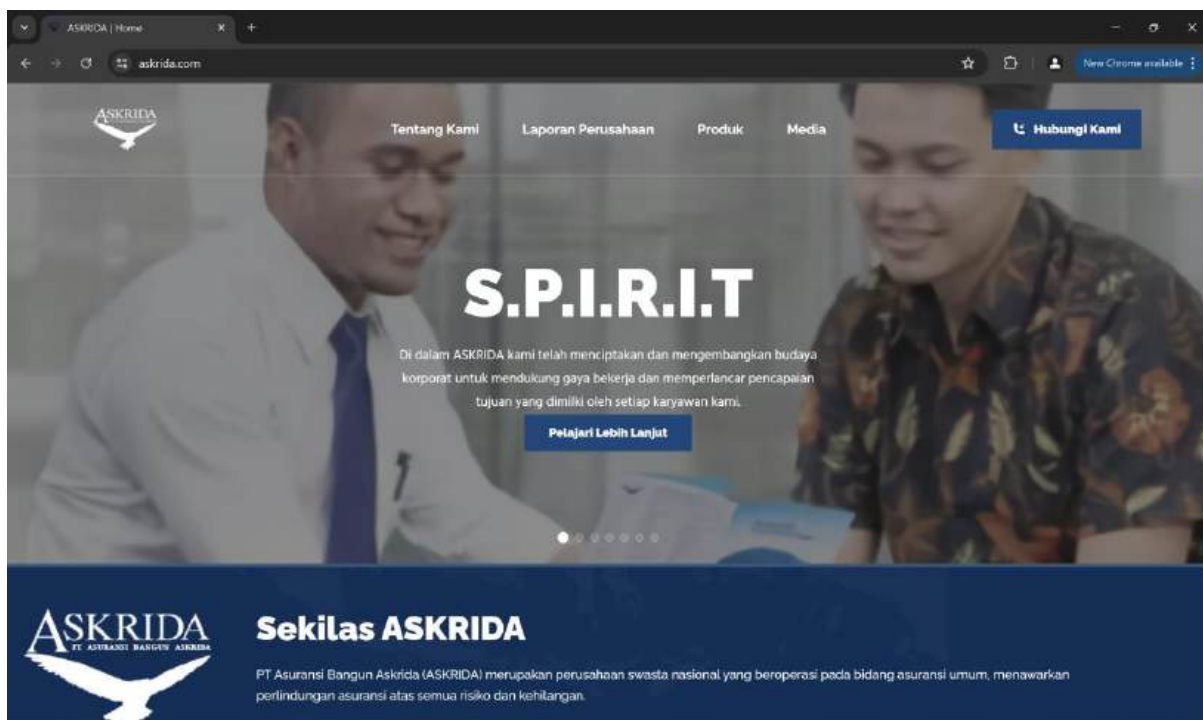 ASKRIDA | Home
askrida.com
New Chrome available
ASKRIDA
Tentang Kami
Laporan Perusahaan
Produk
Media
Hubungi Kami
S.P.I.R.I.T
Di dalam ASKRIDA kami telah menciptakan dan mengembangkan budaya
korporat untuk mendukung gaya bekerja dan memperlancar pencapaian
tujuan yang dimilki oleh setiap karyawan kami.
Pelajari Lebih Lanjut
ASKRIDA
PT ASURANSI BANGUN ASKRIDA
Sekilas ASKRIDA
PT Asuransi Bangun Askrida (ASKRIDA) merupakan perusahaan swasta nasional yang beroperasi pada bidang asuransi umum, menawarkan
perlindungan asuransi atas semua risiko dan kehilangan.